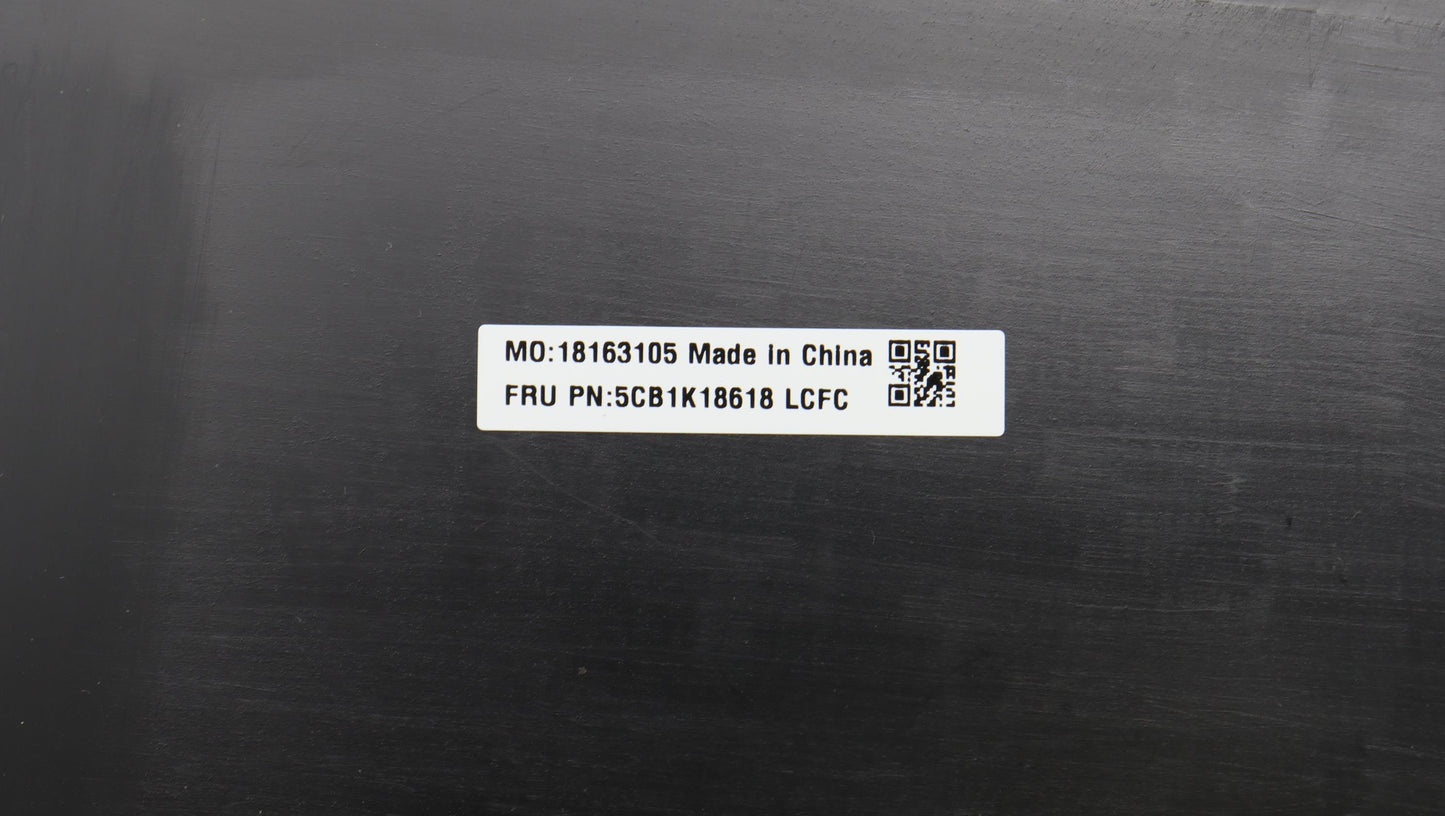 MO:18163105 Made in China
FRU PN:5CB1K18618 LCFC